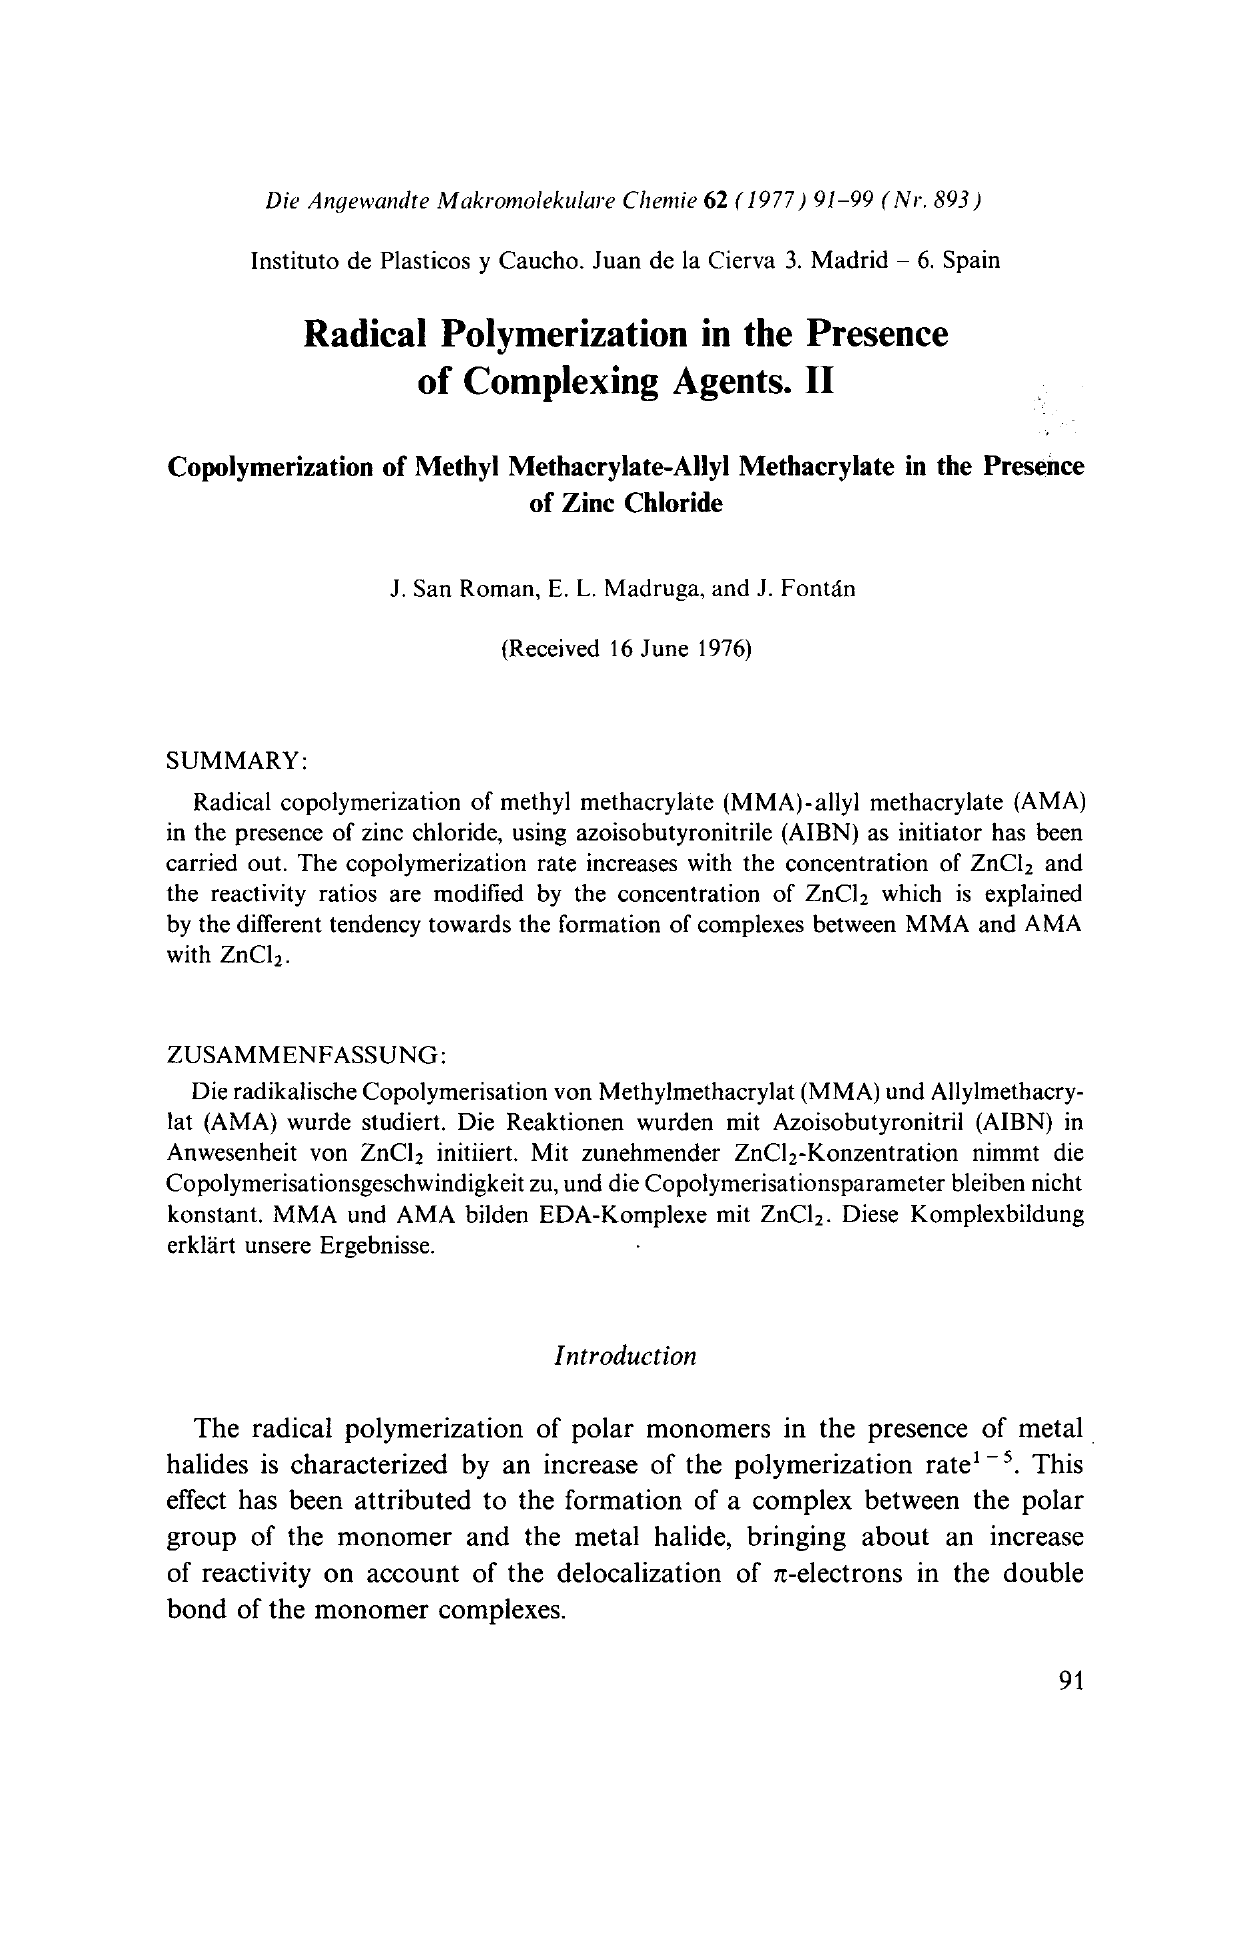 Die Angewandte Makromolekulare Chemie 62 (1977) 91–99 (Nr. 893)
Instituto de Plasticos y Caucho. Juan de la Cierva 3. Madrid – 6. Spain
Radical Polymerization in the Presence
of Complexing Agents. II
Copolymerization of Methyl Methacrylate-Allyl Methacrylate in the Presence
of Zinc Chloride
J. San Roman, E. L. Madruga, and J. Fontán
(Received 16 June 1976)
SUMMARY:
Radical copolymerization of methyl methacrylate (MMA)-allyl methacrylate (AMA)
in the presence of zinc chloride, using azoisobutyronitrile (AIBN) as initiator has been
carried out. The copolymerization rate increases with the concentration of ZnCl₂ and
the reactivity ratios are modified by the concentration of ZnCl₂ which is explained
by the different tendency towards the formation of complexes between MMA and AMA
with ZnCl₂.
ZUSAMMENFASSUNG:
Die radikalische Copolymerisation von Methylmethacrylat (MMA) und Allylmethacry-
lat (AMA) wurde studiert. Die Reaktionen wurden mit Azoisobutyronitril (AIBN) in
Anwesenheit von ZnCl₂ initiiert. Mit zunehmender ZnCl₂-Konzentration nimmt die
Copolymerisationsgeschwindigkeit zu, und die Copolymerisationsparameter bleiben nicht
konstant. MMA und AMA bilden EDA-Komplexe mit ZnCl₂. Diese Komplexbildung
erklärt unsere Ergebnisse.
Introduction
The radical polymerization of polar monomers in the presence of metal
halides is characterized by an increase of the polymerization rate¹⁻⁵. This
effect has been attributed to the formation of a complex between the polar
group of the monomer and the metal halide, bringing about an increase
of reactivity on account of the delocalization of π-electrons in the double
bond of the monomer complexes.
91